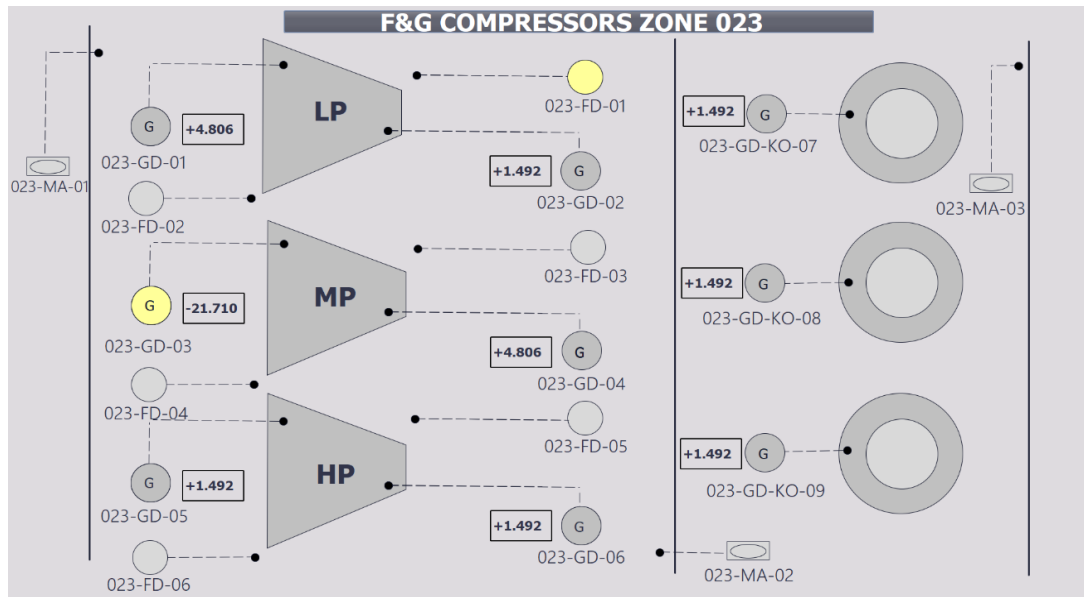 F&G COMPRESSORS ZONE 023
LP
023-FD-01
G
+4.806
023-GD-01
+1.492
G
023-GD-02
023-MA-01
023-FD-02
+1.492
G
023-GD-KO-07
023-MA-03
MP
023-FD-03
G
-21.710
023-GD-03
+4.806
G
023-GD-04
023-FD-04
+1.492
G
023-GD-KO-08
HP
023-FD-05
G
+1.492
023-GD-05
+1.492
G
023-GD-06
023-FD-06
+1.492
G
023-GD-KO-09
023-MA-02